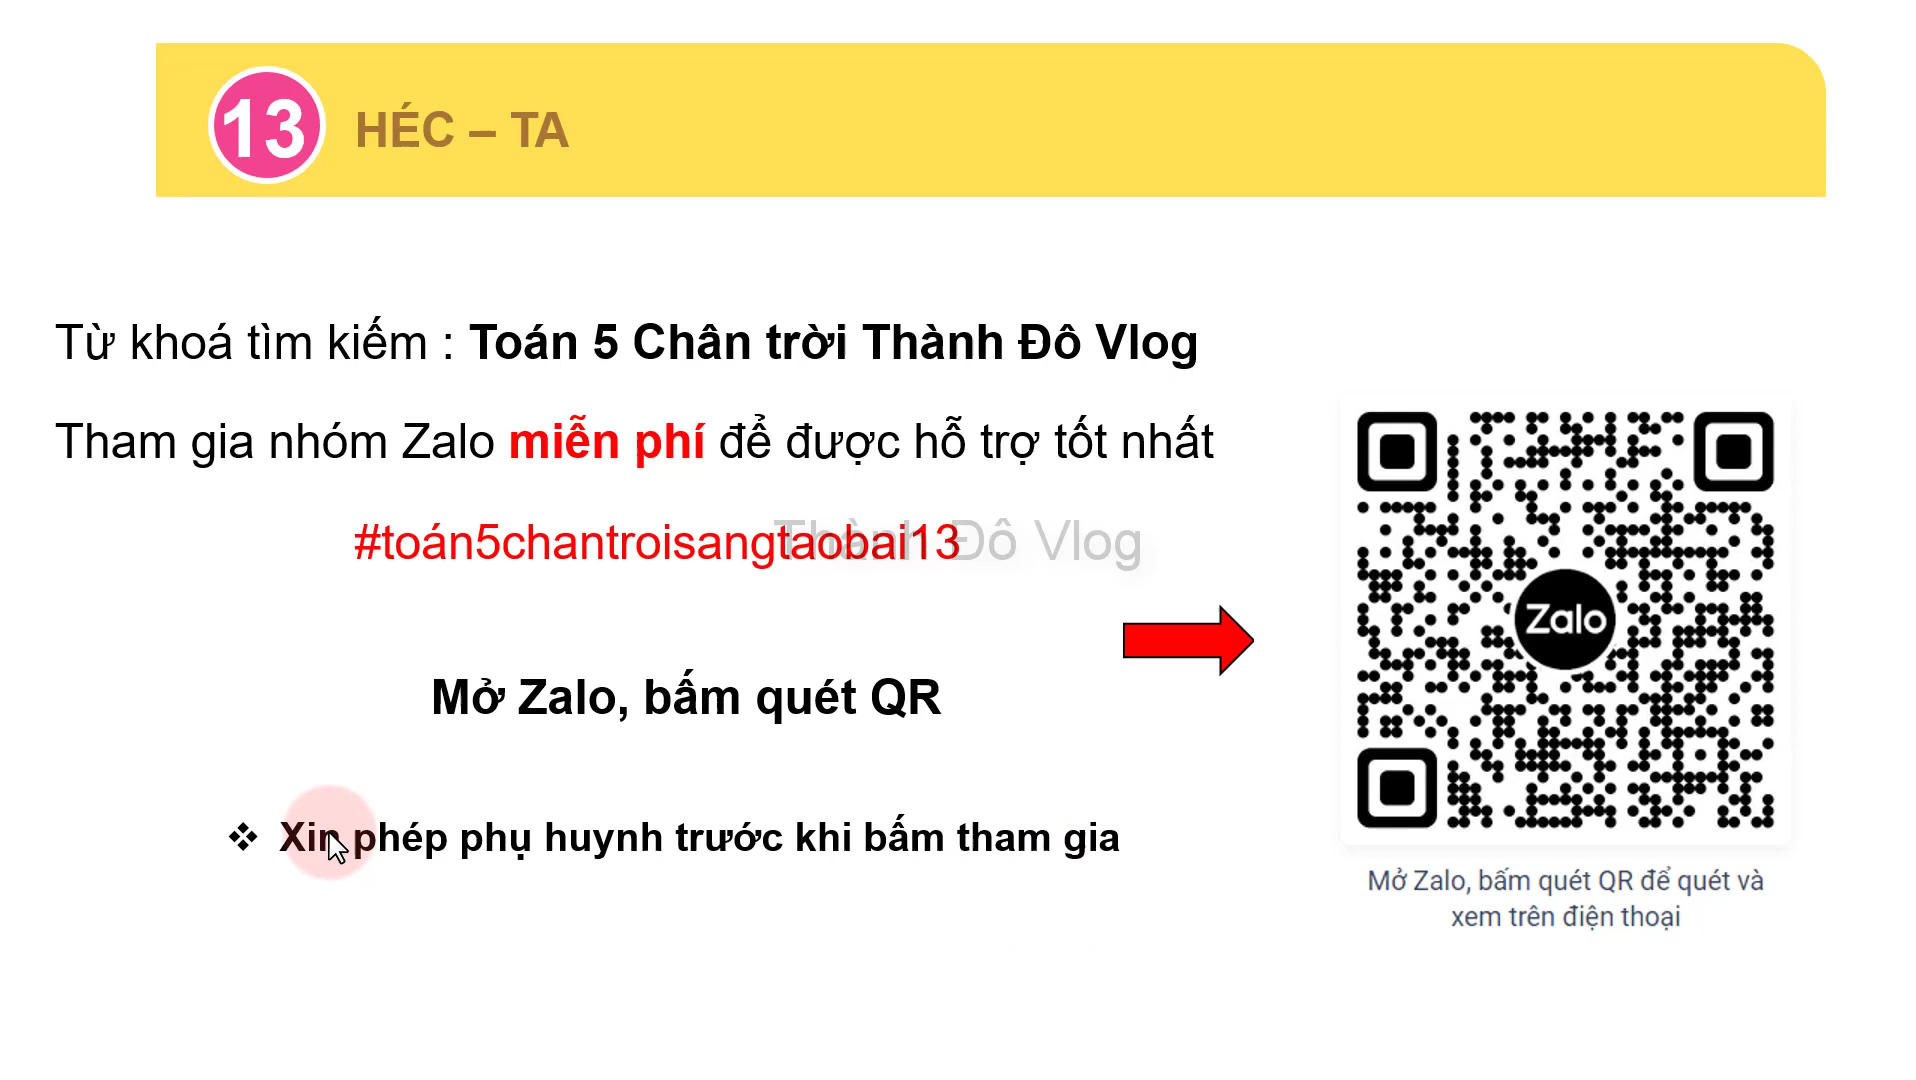 13 HÉC – TA
Từ khoá tìm kiếm : Toán 5 Chân trời Thành Đô Vlog
Tham gia nhóm Zalo miễn phí để được hỗ trợ tốt nhất
#toán5chantroisangtaobai13
Thành Đô Vlog
Zalo
Mở Zalo, bấm quét QR
❖ Xin phép phụ huynh trước khi bấm tham gia
Mở Zalo, bấm quét QR để quét và
xem trên điện thoại